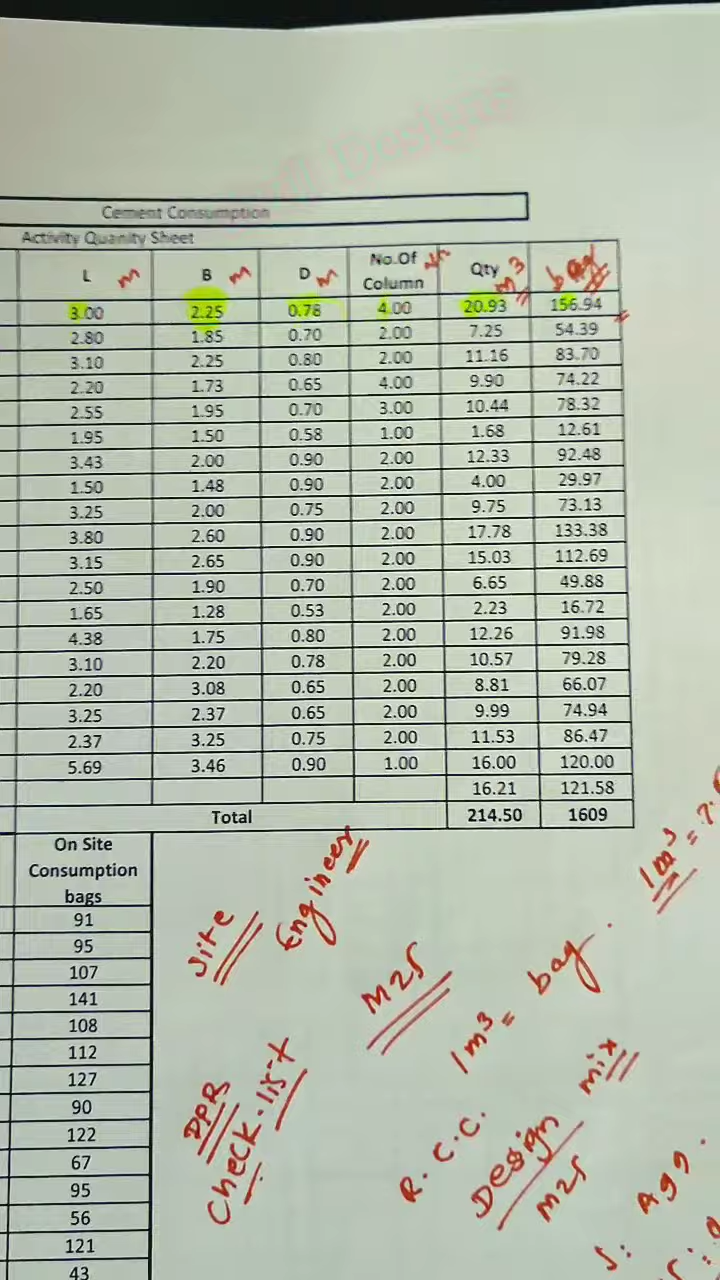 Cement Consumption
Activity Quanity Sheet
L m B m D m No.Of Column Qty m3 bag
3.00 2.25 0.78 4.00 20.93 156.94
2.80 1.85 0.70 2.00 7.25 54.39
3.10 2.25 0.80 2.00 11.16 83.70
2.20 1.73 0.65 4.00 9.90 74.22
2.55 1.95 0.70 3.00 10.44 78.32
1.95 1.50 0.58 1.00 1.68 12.61
3.43 2.00 0.90 2.00 12.33 92.48
1.50 1.48 0.90 2.00 4.00 29.97
3.25 2.00 0.75 2.00 9.75 73.13
3.80 2.60 0.90 2.00 17.78 133.38
3.15 2.65 0.90 2.00 15.03 112.69
2.50 1.90 0.70 2.00 6.65 49.88
1.65 1.28 0.53 2.00 2.23 16.72
4.38 1.75 0.80 2.00 12.26 91.98
3.10 2.20 0.78 2.00 10.57 79.28
2.20 3.08 0.65 2.00 8.81 66.07
3.25 2.37 0.65 2.00 9.99 74.94
2.37 3.25 0.75 2.00 11.53 86.47
5.69 3.46 0.90 1.00 16.00 120.00
16.21 121.58
Total 214.50 1609
On Site
Consumption
bags
91
95
107
141
108
112
127
90
122
67
95
56
121
43
Site Engineer
M25
1m3 = bag.
1m3 =
DPR
Check.list
R.C.C.
Design mix
M25
Agg.